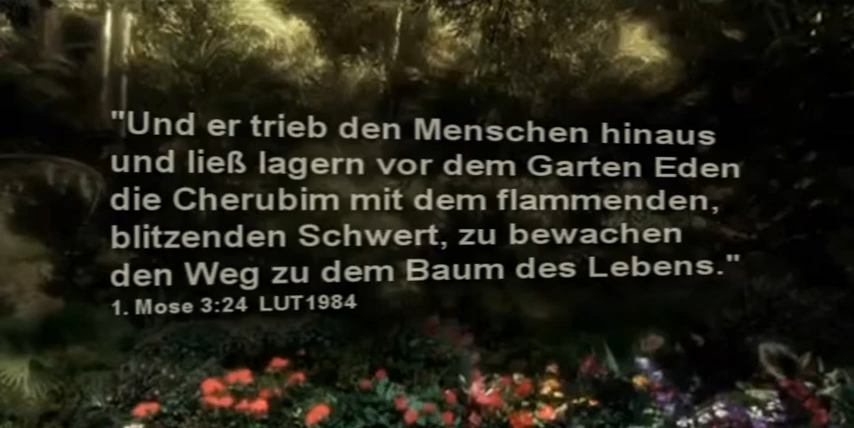 "Und er trieb den Menschen hinaus
und ließ lagern vor dem Garten Eden
die Cherubim mit dem flammenden,
blitzenden Schwert, zu bewachen
den Weg zu dem Baum des Lebens."
1. Mose 3:24 LUT1984